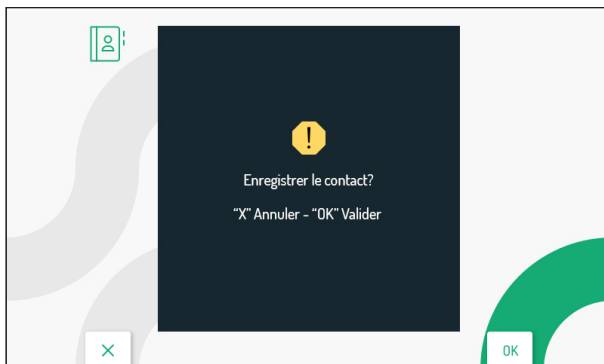 !
Enregistrer le contact?
“X” Annuler - “OK” Valider
X
OK